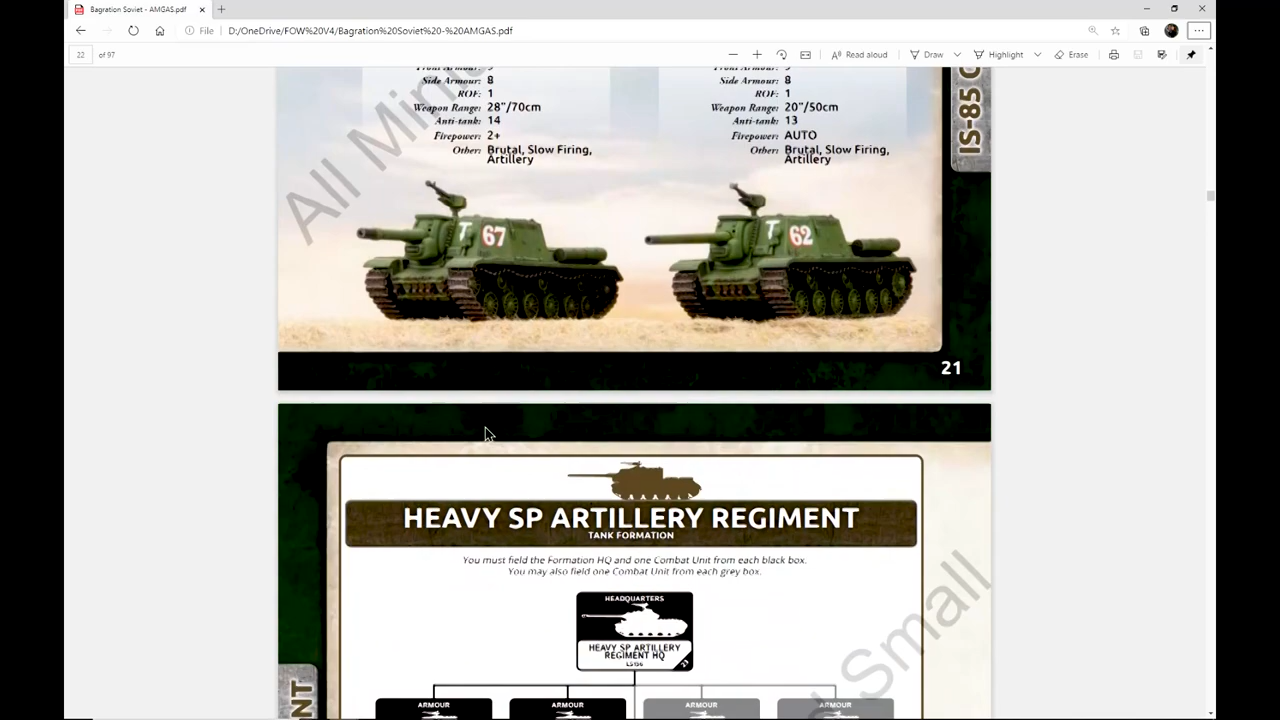 Bagration Soviet - AMGAS.pdf
File
D:/OneDrive/FOW%20V4/Bagration%20Soviet%20-%20AMGAS.pdf
22 of 97
Read aloud
Draw
Highlight
Erase
Side Armour: 8
ROF: 1
Weapon Range: 28"/70cm
Anti-tank: 14
Firepower: 2+
Other: Brutal, Slow Firing,
Artillery
Side Armour: 8
ROF: 1
Weapon Range: 20"/50cm
Anti-tank: 13
Firepower: AUTO
Other: Brutal, Slow Firing,
Artillery
IS-85
All Mini
T 67
T 62
21
HEAVY SP ARTILLERY REGIMENT
TANK FORMATION
You must field the Formation HQ and one Combat Unit from each black box.
You may also field one Combat Unit from each grey box.
HEADQUARTERS
HEAVY SP ARTILLERY
REGIMENT HQ
23
Small
NT
ARMOUR
ARMOUR
ARMOUR
ARMOUR